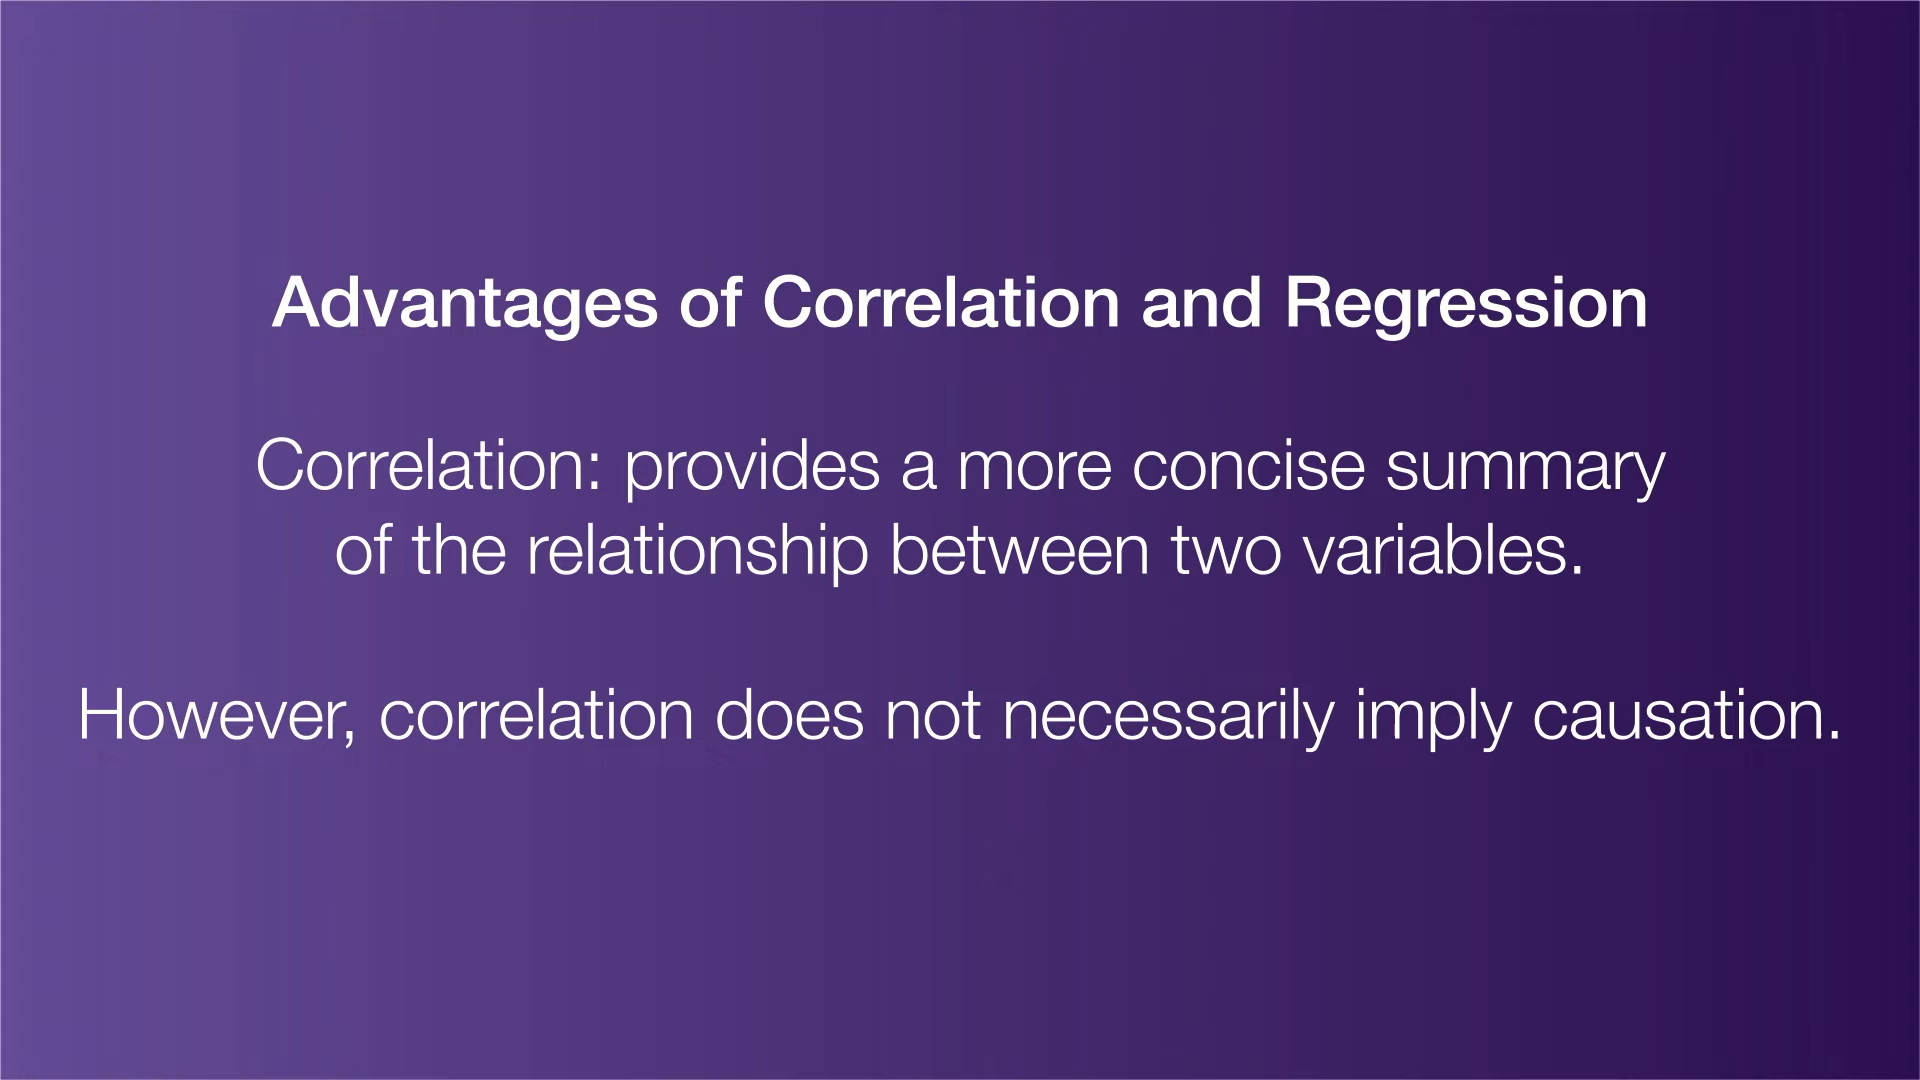 Advantages of Correlation and Regression
Correlation: provides a more concise summary
of the relationship between two variables.
However, correlation does not necessarily imply causation.